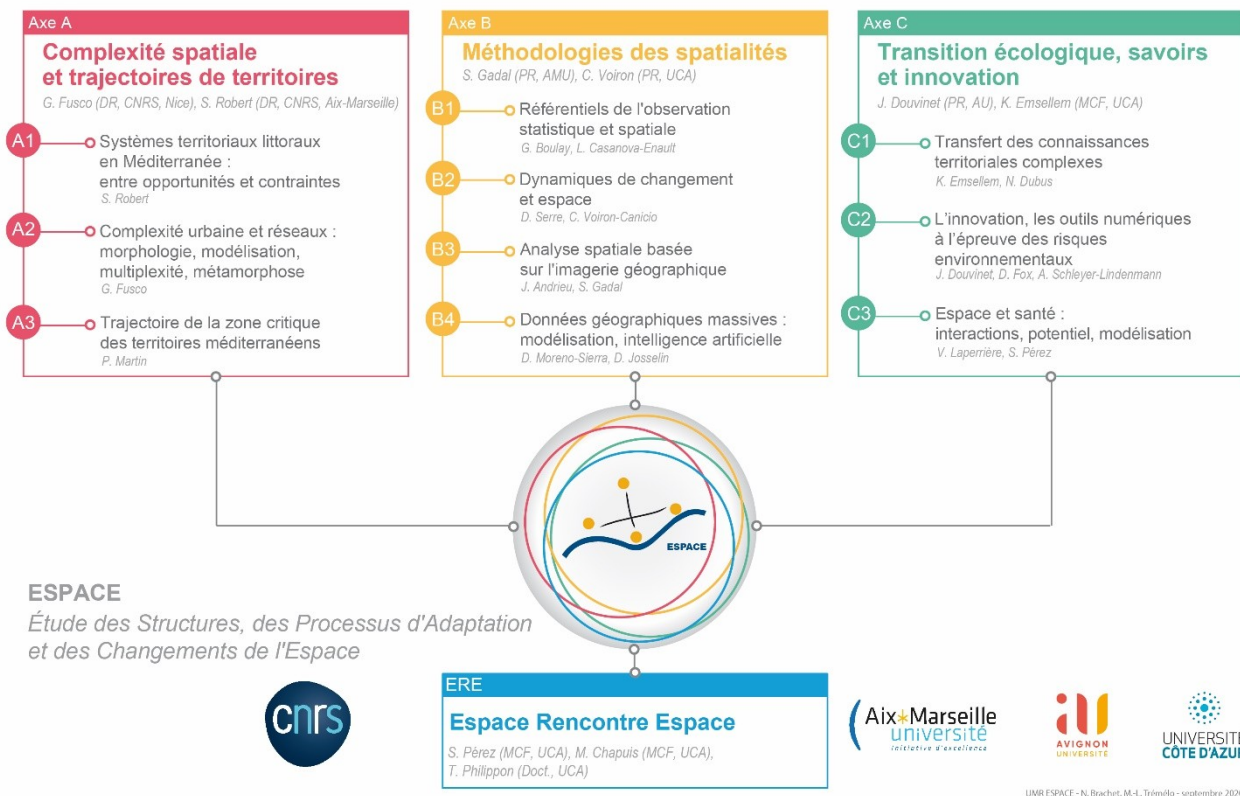 Axe A
Complexité spatiale
et trajectoires de territoires
G. Fusco (DR, CNRS, Nice), S. Robert (DR, CNRS, Aix-Marseille)
A1
Systèmes territoriaux littoraux
en Méditerranée :
entre opportunités et contraintes
S. Robert
A2
Complexité urbaine et réseaux :
morphologie, modélisation,
multiplexité, métamorphose
G. Fusco
A3
Trajectoire de la zone critique
des territoires méditerranéens
P. Martin
Axe B
Méthodologies des spatialités
S. Gadal (PR, AMU), C. Voiron (PR, UCA)
B1
Référentiels de l'observation
statistique et spatiale
G. Boulay, L. Casanova-Enault
B2
Dynamiques de changement
et espace
D. Serre, C. Voiron-Canicio
B3
Analyse spatiale basée
sur l'imagerie géographique
J. Andrieu, S. Gadal
B4
Données géographiques massives :
modélisation, intelligence artificielle
D. Moreno-Sierra, D. Josselin
Axe C
Transition écologique, savoirs
et innovation
J. Douvinet (PR, AU), K. Emsellem (MCF, UCA)
C1
Transfert des connaissances
territoriales complexes
K. Emsellem, N. Dubus
C2
L'innovation, les outils numériques
à l'épreuve des risques
environnementaux
J. Douvinet, D. Fox, A. Schleyer-Lindenmann
C3
Espace et santé :
interactions, potentiel, modélisation
V. Laperrière, S. Pérez
ESPACE
ESPACE
Étude des Structures, des Processus d'Adaptation
et des Changements de l'Espace
cnrs
ERE
Espace Rencontre Espace
S. Pérez (MCF, UCA), M. Chapuis (MCF, UCA),
T. Philippon (Doct., UCA)
Aix*Marseille
université
initiative d'excellence
AVIGNON
UNIVERSITÉ
UNIVERSITÉ
CÔTE D'AZUR
UMR ESPACE - N. Brachet, M.-L. Trémélo - septembre